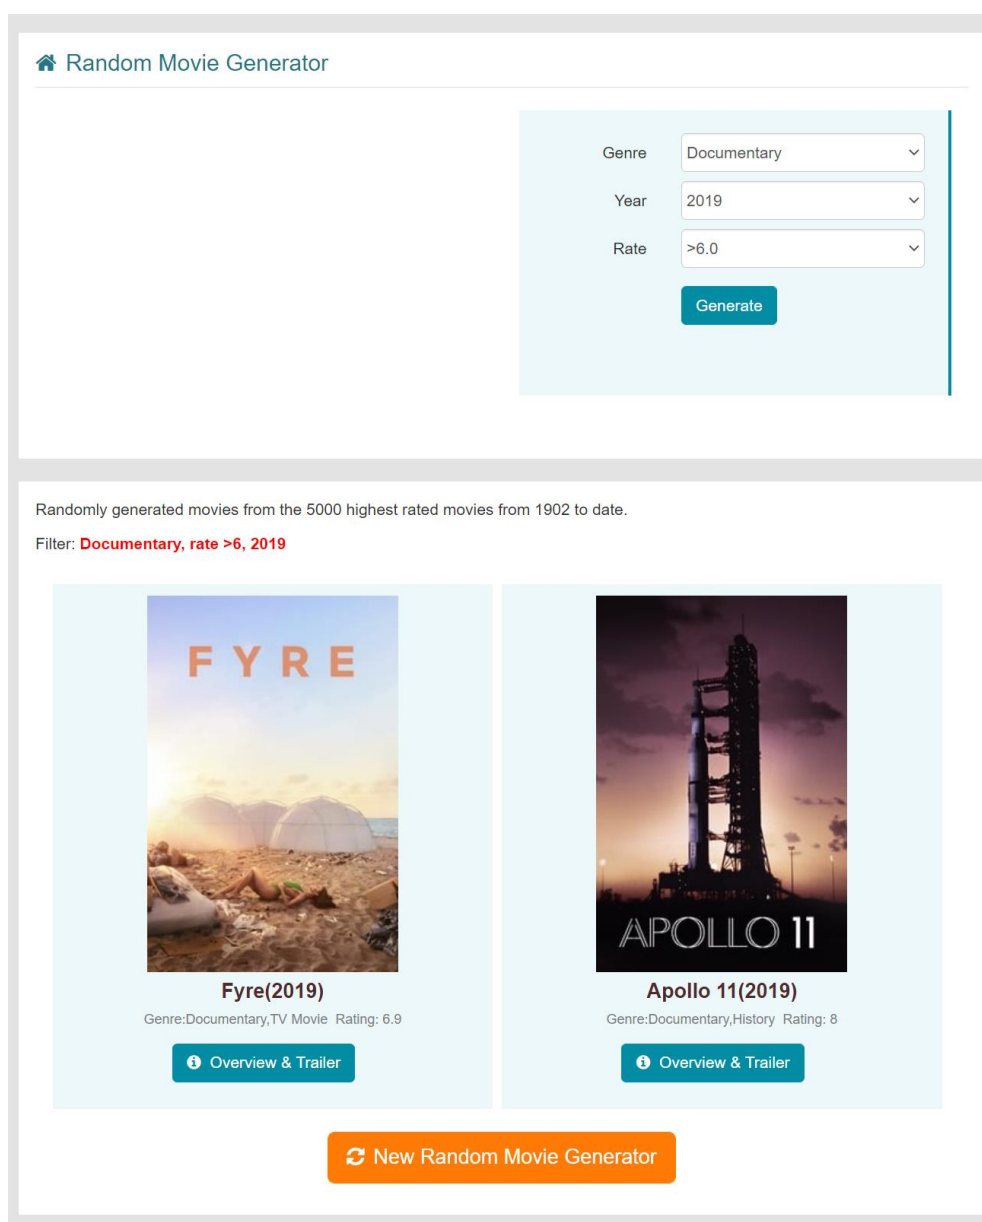 Random Movie Generator
Genre Documentary
Year 2019
Rate >6.0
Generate
Randomly generated movies from the 5000 highest rated movies from 1902 to date.
Filter: Documentary, rate >6, 2019
FYRE
APOLLO 11
Fyre(2019)
Genre:Documentary,TV Movie Rating: 6.9
Overview & Trailer
Apollo 11(2019)
Genre:Documentary,History Rating: 8
Overview & Trailer
New Random Movie Generator